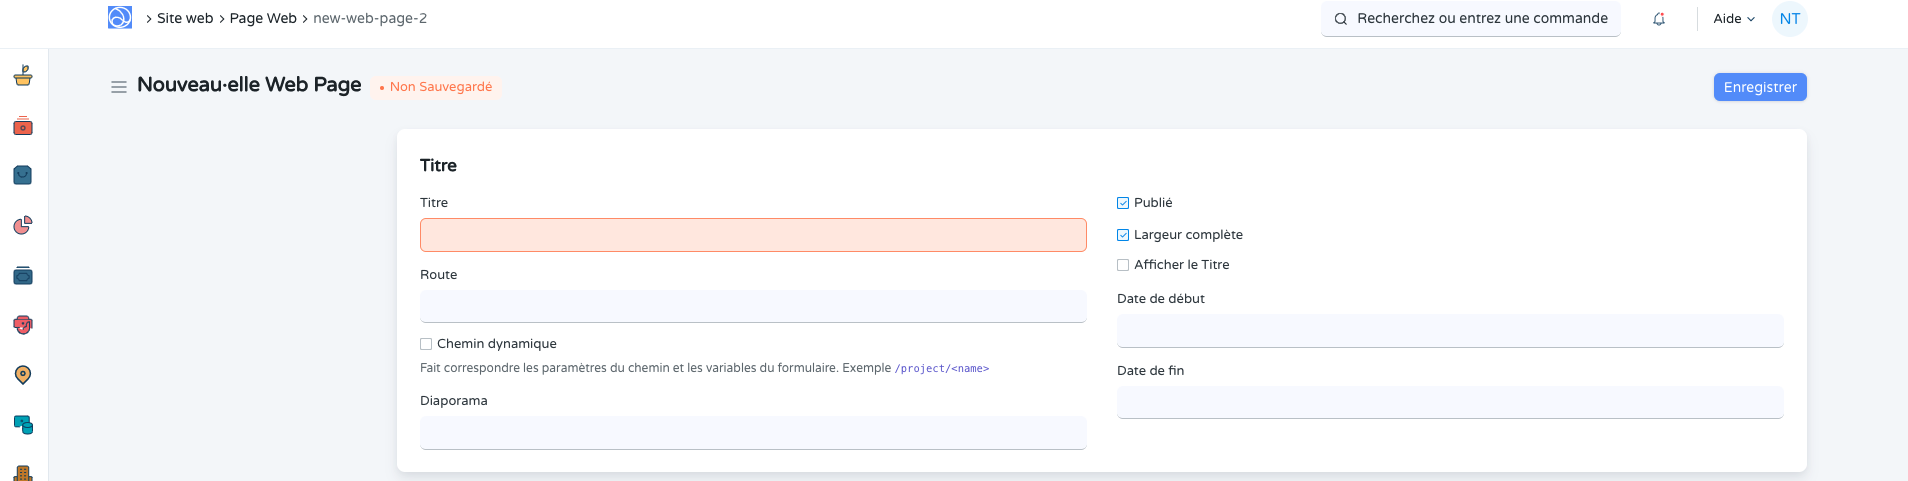 Site web
Page Web
new-web-page-2
Recherchez ou entrez une commande
Aide
NT
Nouveau·elle Web Page
Non Sauvegardé
Enregistrer
Titre
Titre
Route
Chemin dynamique
Fait correspondre les paramètres du chemin et les variables du formulaire. Exemple /project/<name>
Diaporama
Publié
Largeur complète
Afficher le Titre
Date de début
Date de fin